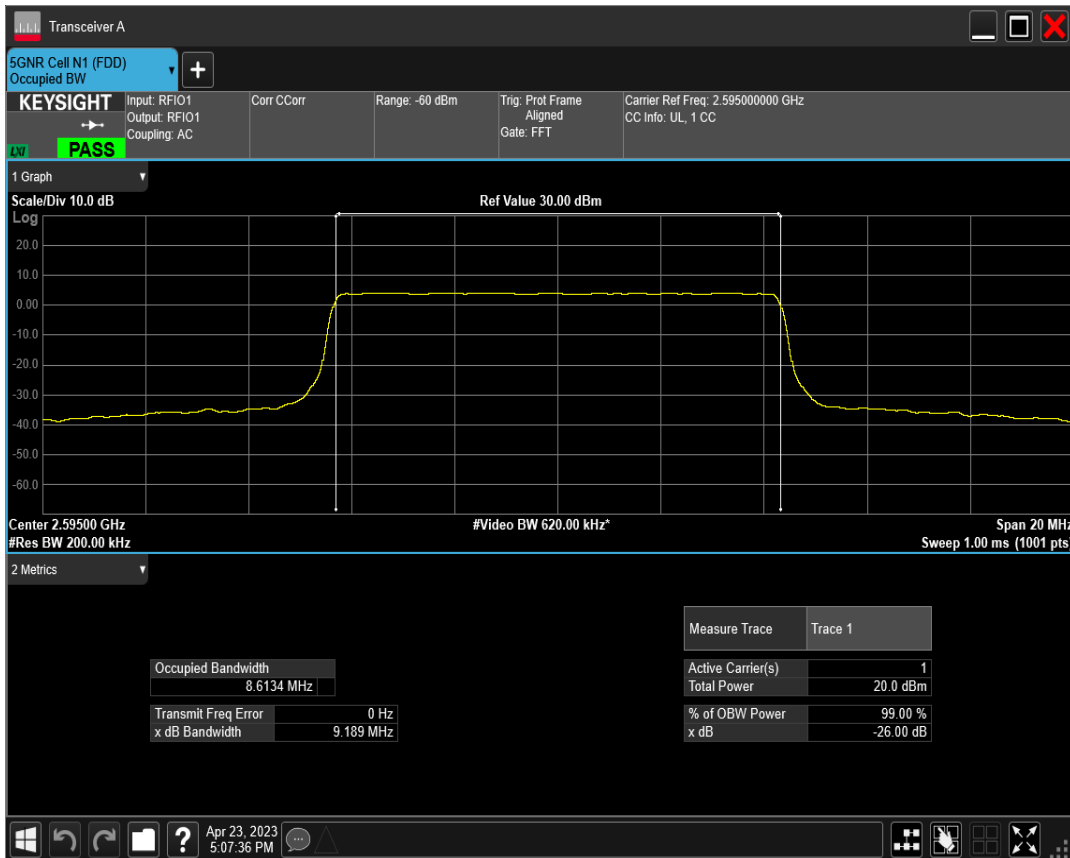 Transceiver A
5GNR Cell N1 (FDD)
Occupied BW
+
KEYSIGHT
LXI
PASS
Input: RFIO1
Output: RFIO1
Coupling: AC
Corr CCorr
Range: -60 dBm
Trig: Prot Frame
Aligned
Gate: FFT
Carrier Ref Freq: 2.595000000 GHz
CC Info: UL, 1 CC
1 Graph
Scale/Div 10.0 dB
Ref Value 30.00 dBm
Log
20.0
10.0
0.00
-10.0
-20.0
-30.0
-40.0
-50.0
-60.0
Center 2.59500 GHz
#Video BW 620.00 kHz*
Span 20 MHz
#Res BW 200.00 kHz
Sweep 1.00 ms (1001 pts)
2 Metrics
Measure Trace Trace 1
Occupied Bandwidth
8.6134 MHz
Active Carrier(s) 1
Total Power 20.0 dBm
Transmit Freq Error 0 Hz
x dB Bandwidth 9.189 MHz
% of OBW Power 99.00 %
x dB -26.00 dB
?
Apr 23, 2023
5:07:36 PM